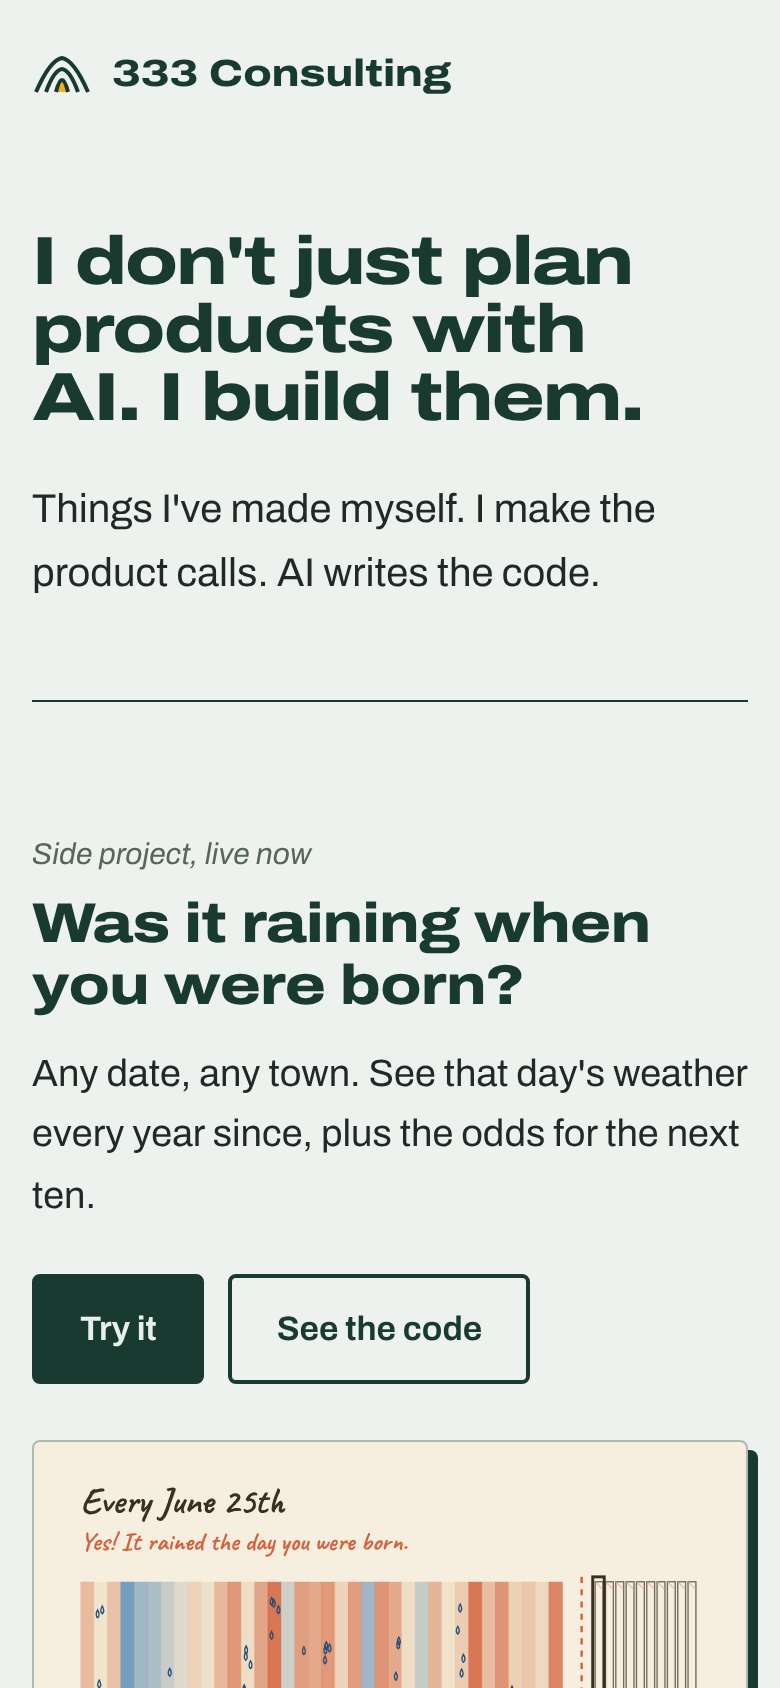 333 Consulting
I don't just plan
products with
AI. I build them.
Things I've made myself. I make the
product calls. AI writes the code.
Side project, live now
Was it raining when
you were born?
Any date, any town. See that day's weather
every year since, plus the odds for the next
ten.
Try it
See the code
Every June 25th
Yes! It rained the day you were born.